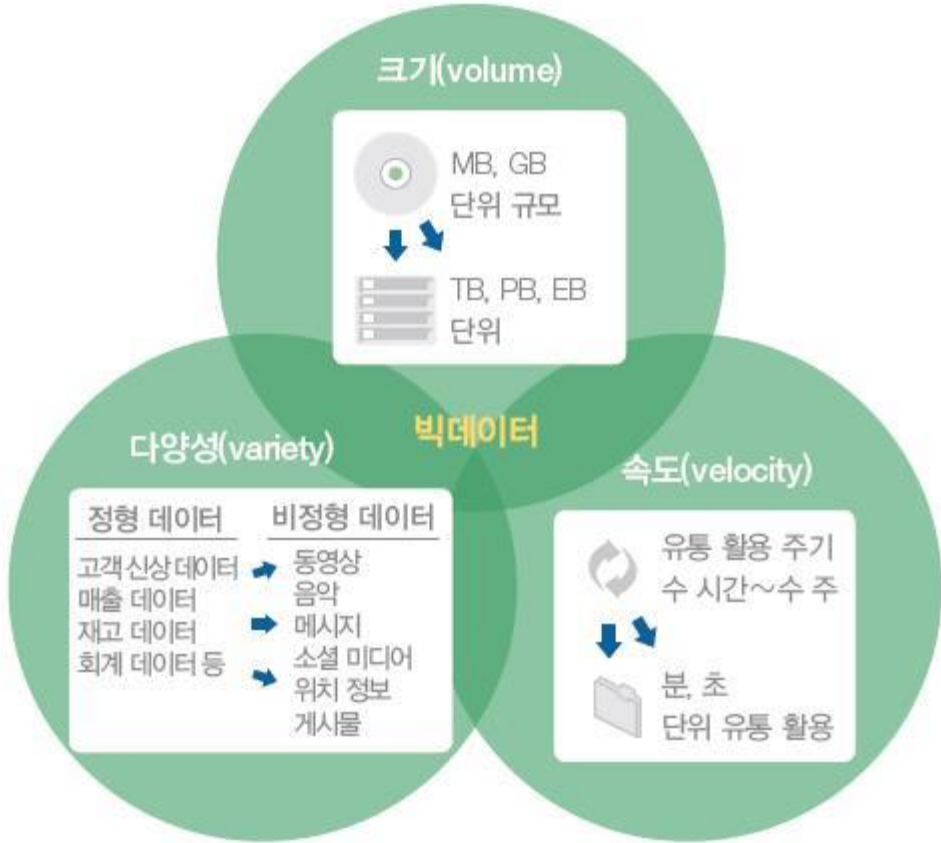 크기(volume)
MB, GB
단위 규모
TB, PB, EB
단위
빅데이터
다양성(variety)
정형 데이터
고객 신상 데이터
매출 데이터
재고 데이터
회계 데이터 등
비정형 데이터
동영상
음악
메시지
소셜 미디어
위치 정보
게시물
속도(velocity)
유통 활용 주기
수 시간~수 주
분, 초
단위 유통 활용